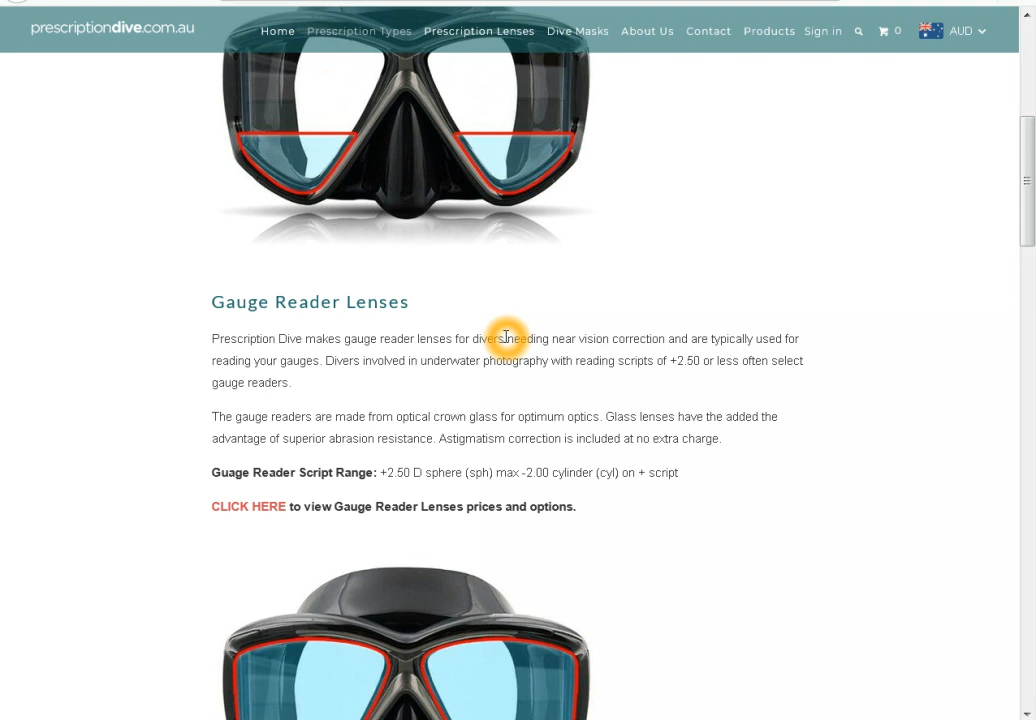 prescriptiondive.com.au
Home Prescription Types Prescription Lenses Dive Masks About Us Contact Products Sign in 0 AUD
Gauge Reader Lenses
Prescription Dive makes gauge reader lenses for divers needing near vision correction and are typically used for
reading your gauges. Divers involved in underwater photography with reading scripts of +2.50 or less often select
gauge readers.
The gauge readers are made from optical crown glass for optimum optics. Glass lenses have the added the
advantage of superior abrasion resistance. Astigmatism correction is included at no extra charge.
Guage Reader Script Range: +2.50 D sphere (sph) max -2.00 cylinder (cyl) on + script
CLICK HERE to view Gauge Reader Lenses prices and options.